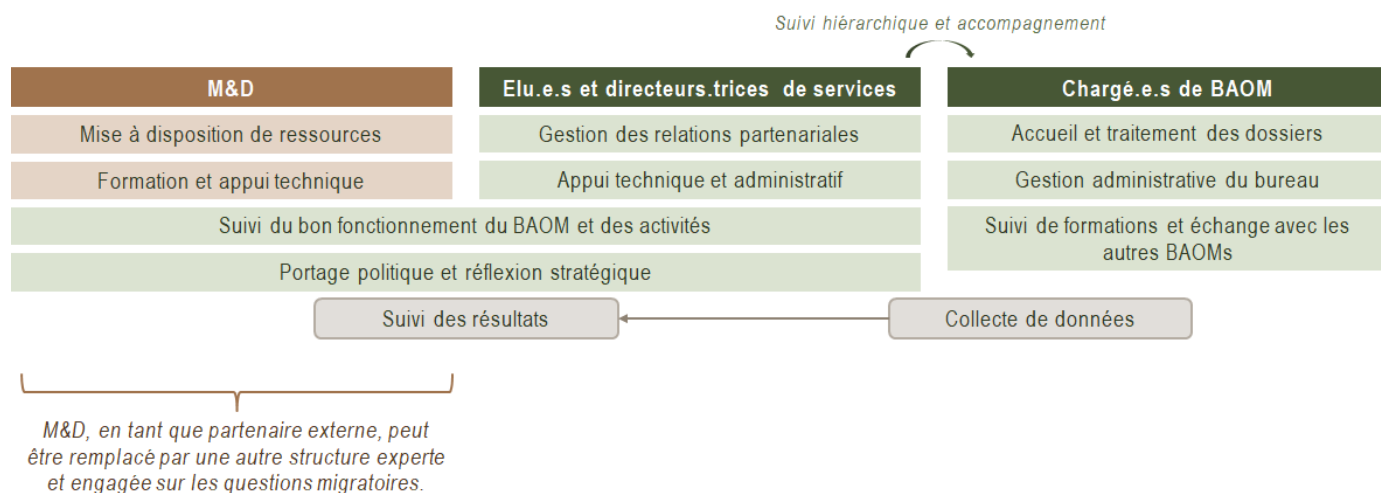 Suivi hiérarchique et accompagnement
M&D
Elu.e.s et directeurs.trices de services
Chargé.e.s de BAOM
Mise à disposition de ressources
Gestion des relations partenariales
Accueil et traitement des dossiers
Formation et appui technique
Appui technique et administratif
Gestion administrative du bureau
Suivi du bon fonctionnement du BAOM et des activités
Suivi de formations et échange avec les
autres BAOMs
Portage politique et réflexion stratégique
Suivi des résultats
Collecte de données
M&D, en tant que partenaire externe, peut
être remplacé par une autre structure experte
et engagée sur les questions migratoires.